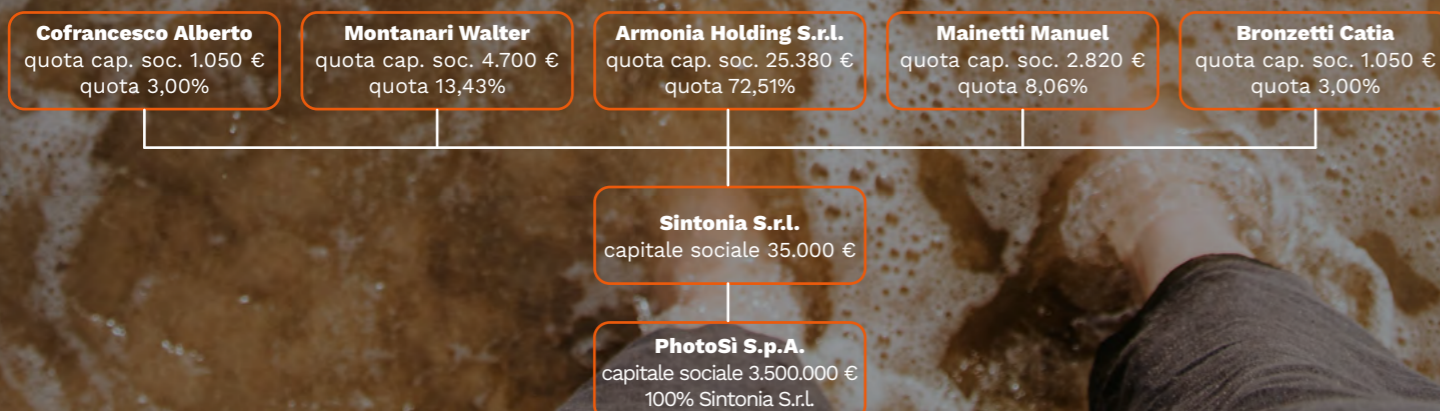 Cofrancesco Alberto
quota cap. soc. 1.050 €
quota 3,00%
Montanari Walter
quota cap. soc. 4.700 €
quota 13,43%
Armonia Holding S.r.l.
quota cap. soc. 25.380 €
quota 72,51%
Mainetti Manuel
quota cap. soc. 2.820 €
quota 8,06%
Bronzetti Catia
quota cap. soc. 1.050 €
quota 3,00%
Sintonia S.r.l.
capitale sociale 35.000 €
PhotoSì S.p.A.
capitale sociale 3.500.000 €
100% Sintonia S.r.l.